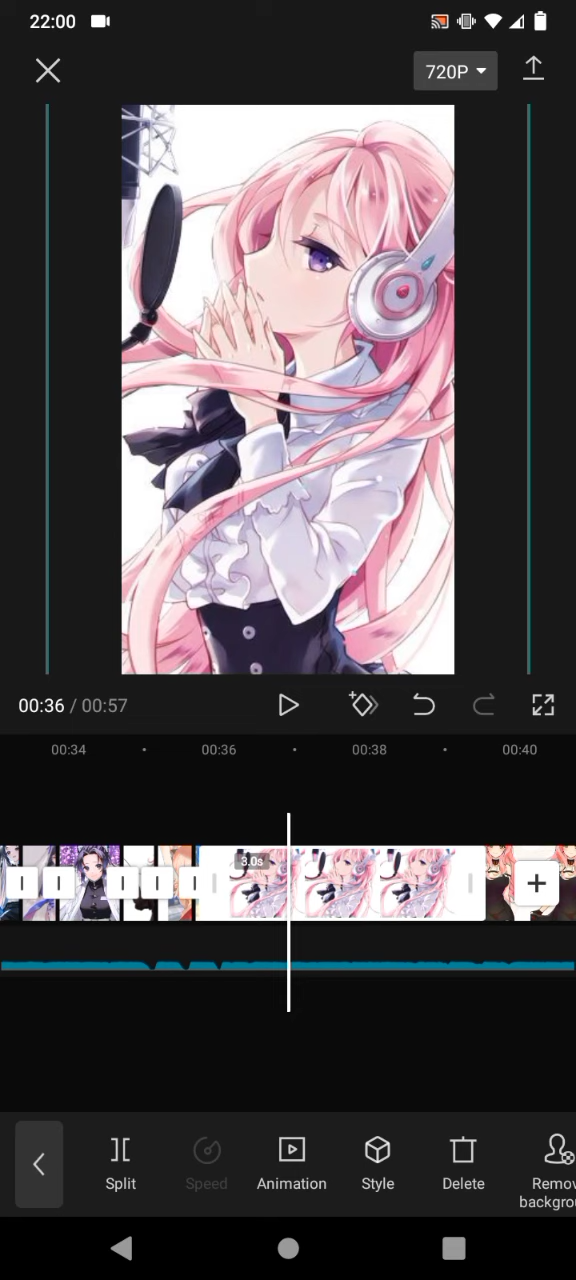 22:00
720P
00:36 / 00:57
00:34 00:36 00:38 00:40
3.0s
Split Speed Animation Style Delete Remov
backgrou